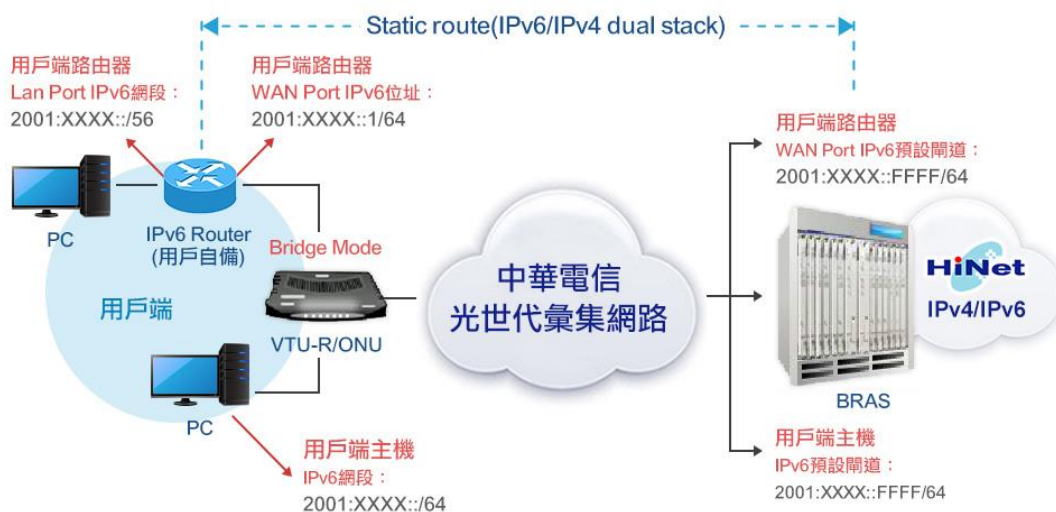 Static route(IPv6/IPv4 dual stack)
用戶端路由器
Lan Port IPv6網段：
2001:XXXX::/56
用戶端路由器
WAN Port IPv6位址：
2001:XXXX::1/64
PC
IPv6 Router
(用戶自備)
Bridge Mode
用戶端
VTU-R/ONU
PC
用戶端主機
IPv6網段：
2001:XXXX::/64
中華電信
光世代彙集網路
用戶端路由器
WAN Port IPv6預設閘道：
2001:XXXX::FFFF/64
HiNet
IPv4/IPv6
BRAS
用戶端主機
IPv6預設閘道：
2001:XXXX::FFFF/64